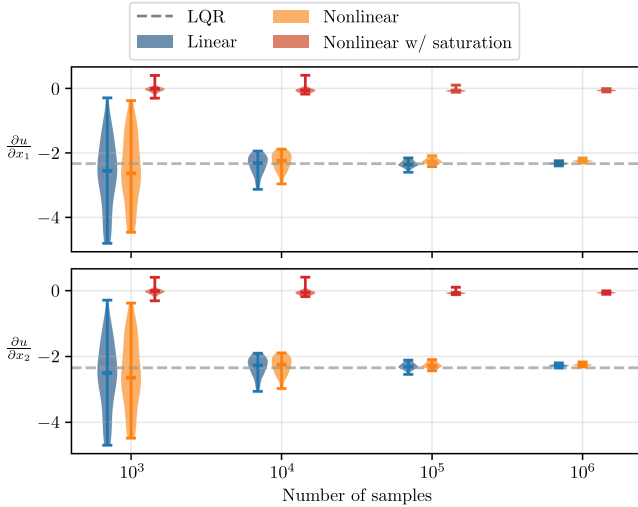 LQR
Linear
Nonlinear
Nonlinear w/ saturation
0
−2
−4
∂u/∂x₁
0
−2
−4
∂u/∂x₂
10³
10⁴
10⁵
10⁶
Number of samples